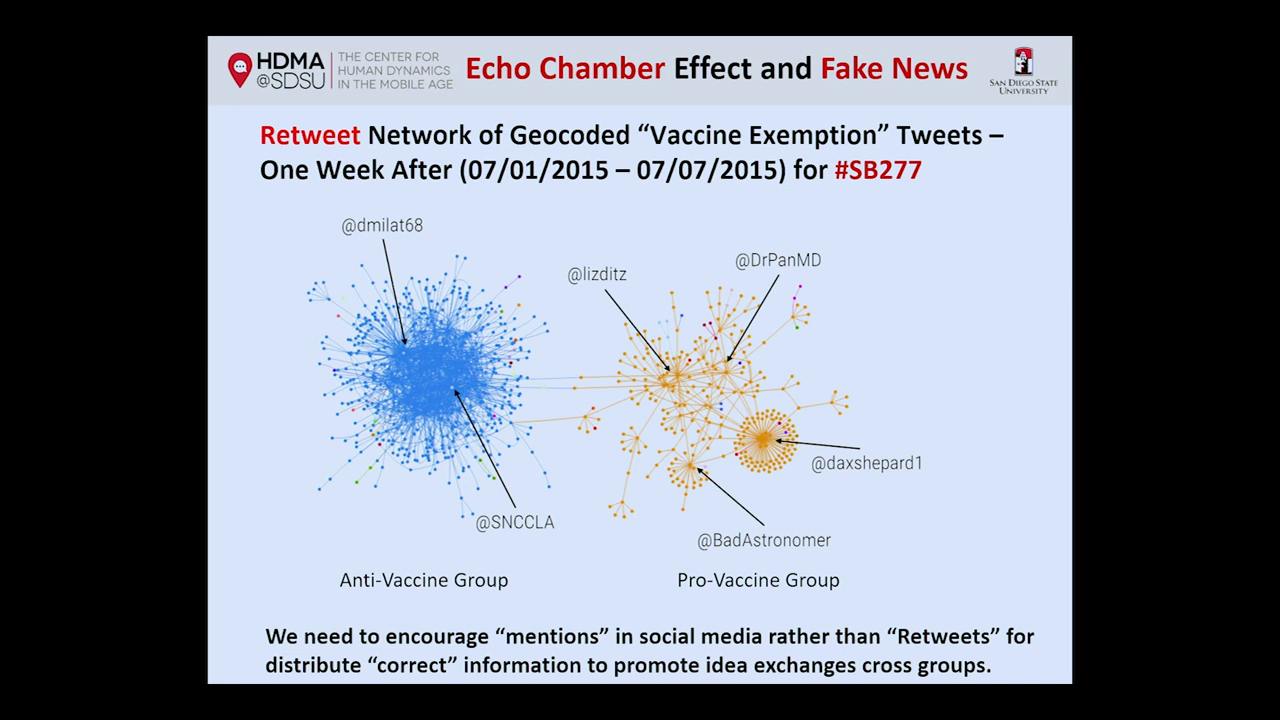 HDMA
@SDSU
THE CENTER FOR
HUMAN DYNAMICS
IN THE MOBILE AGE
Echo Chamber Effect and Fake News
SAN DIEGO STATE
UNIVERSITY
Retweet Network of Geocoded “Vaccine Exemption” Tweets –
One Week After (07/01/2015 – 07/07/2015) for #SB277
@dmilat68
@lizditz
@DrPanMD
@daxshepard1
@SNCCLA
@BadAstronomer
Anti-Vaccine Group
Pro-Vaccine Group
We need to encourage “mentions” in social media rather than “Retweets” for
distribute “correct” information to promote idea exchanges cross groups.